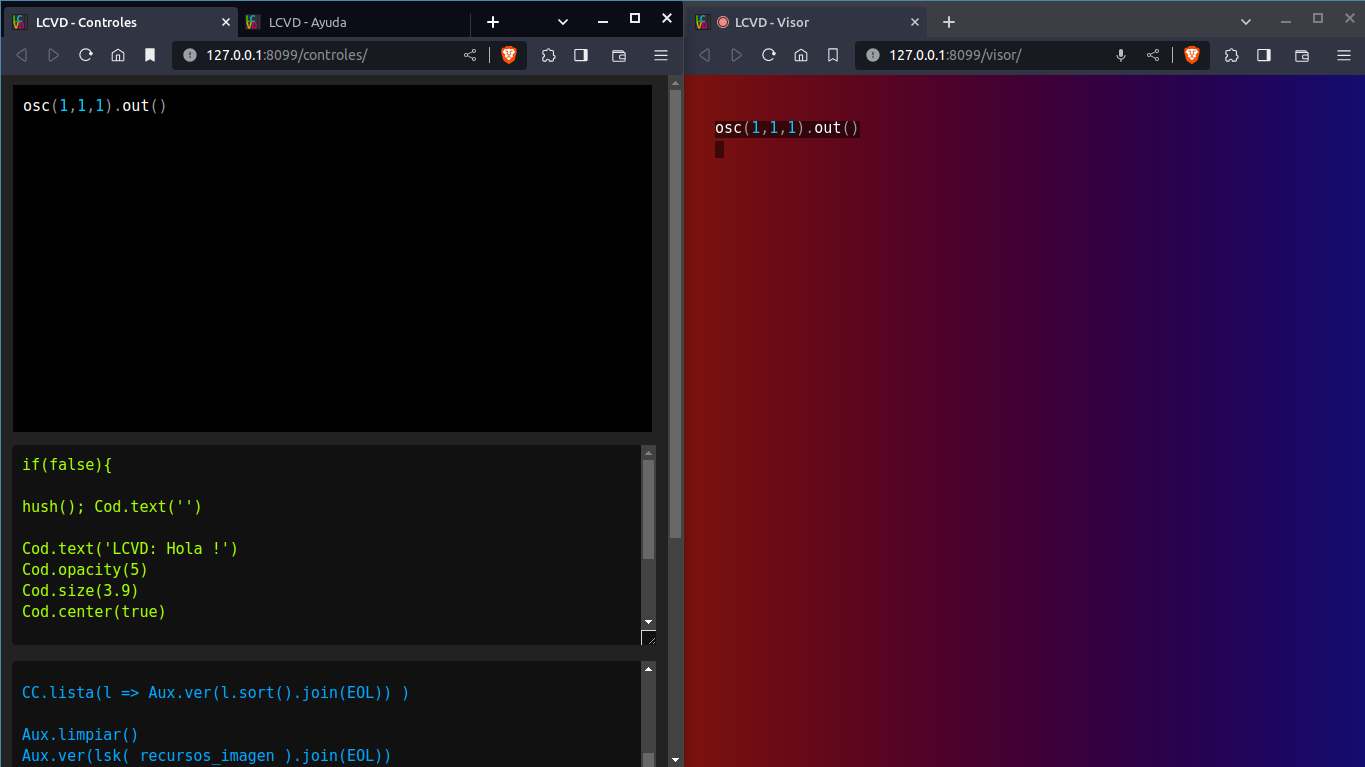 LCVD - Controles
LCVD - Ayuda
127.0.0.1:8099/controles/
osc(1,1,1).out()
if(false){
hush(); Cod.text('')
Cod.text('LCVD: Hola !')
Cod.opacity(5)
Cod.size(3.9)
Cod.center(true)
CC.lista(l => Aux.ver(l.sort().join(EOL)) )
Aux.limpiar()
Aux.ver(lsk( recursos_imagen ).join(EOL))
LCVD - Visor
127.0.0.1:8099/visor/
osc(1,1,1).out()